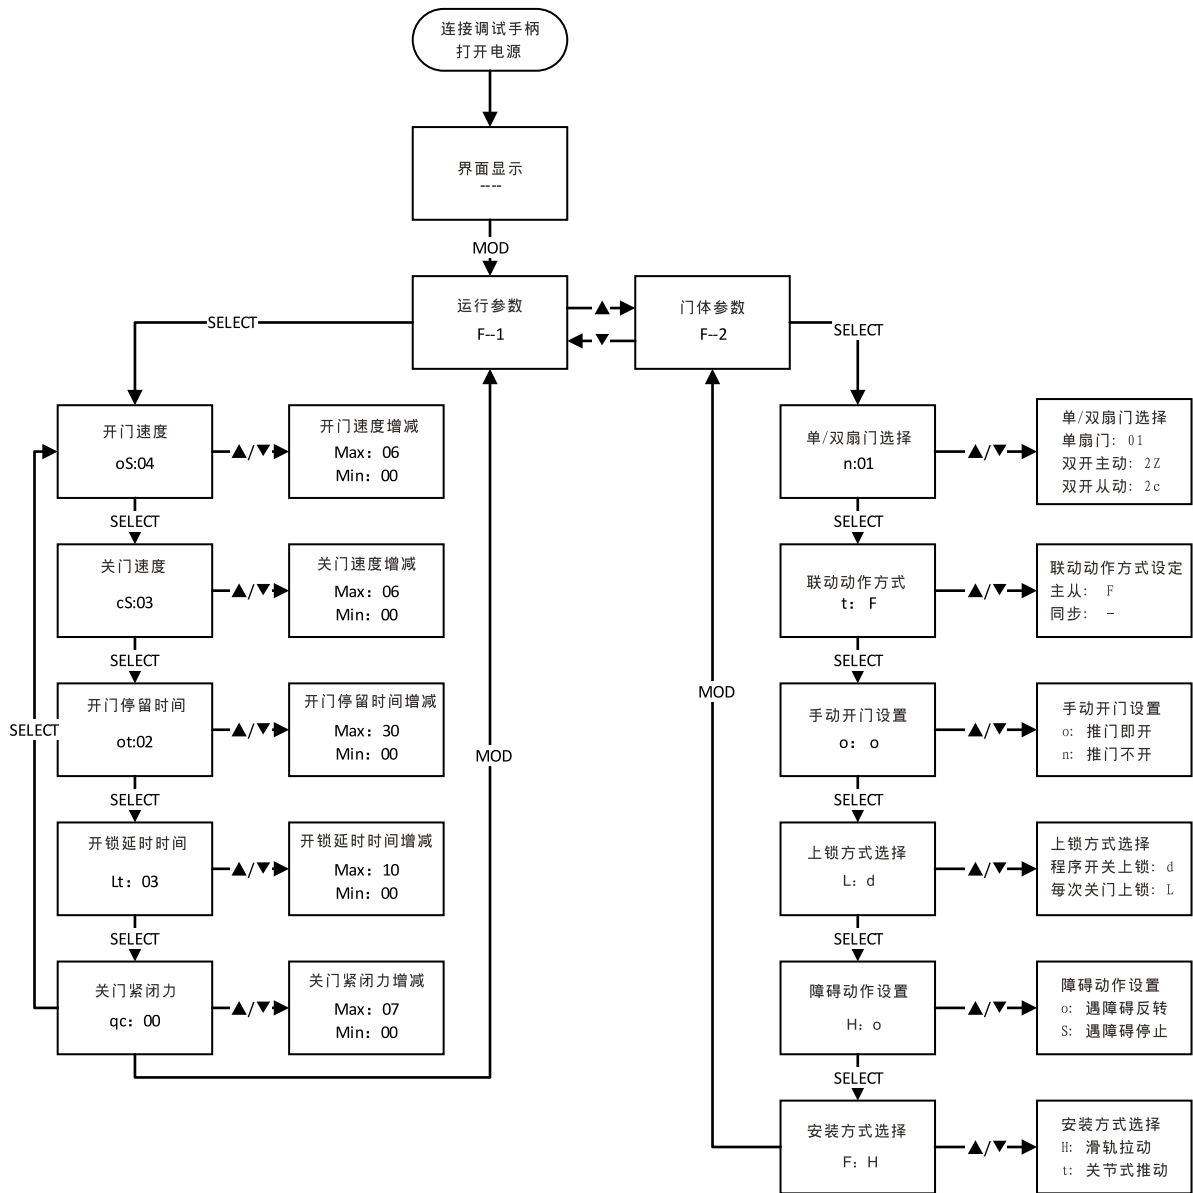 连接调试手柄
打开电源
界面显示
----
MOD
运行参数
F--1
▲
▼
门体参数
F--2
SELECT
SELECT
开门速度
oS:04
▲/▼
开门速度增减
Max：06
Min：00
SELECT
关门速度
cS:03
▲/▼
关门速度增减
Max：06
Min：00
SELECT
开门停留时间
ot:02
▲/▼
开门停留时间增减
Max：30
Min：00
SELECT
SELECT
开锁延时时间
Lt：03
▲/▼
开锁延时时间增减
Max：10
Min：00
SELECT
关门紧闭力
qc：00
▲/▼
关门紧闭力增减
Max：07
Min：00
MOD
MOD
单/双扇门选择
n:01
▲/▼
单/双扇门选择
单扇门：01
双开主动：2Z
双开从动：2c
SELECT
联动动作方式
t：F
▲/▼
联动动作方式设定
主从：F
同步：–
SELECT
手动开门设置
o：o
▲/▼
手动开门设置
o：推门即开
n：推门不开
SELECT
上锁方式选择
L：d
▲/▼
上锁方式选择
程序开关上锁：d
每次关门上锁：L
SELECT
障碍动作设置
H：o
▲/▼
障碍动作设置
o：遇障碍反转
S：遇障碍停止
SELECT
安装方式选择
F：H
▲/▼
安装方式选择
H：滑轨拉动
t：关节式推动